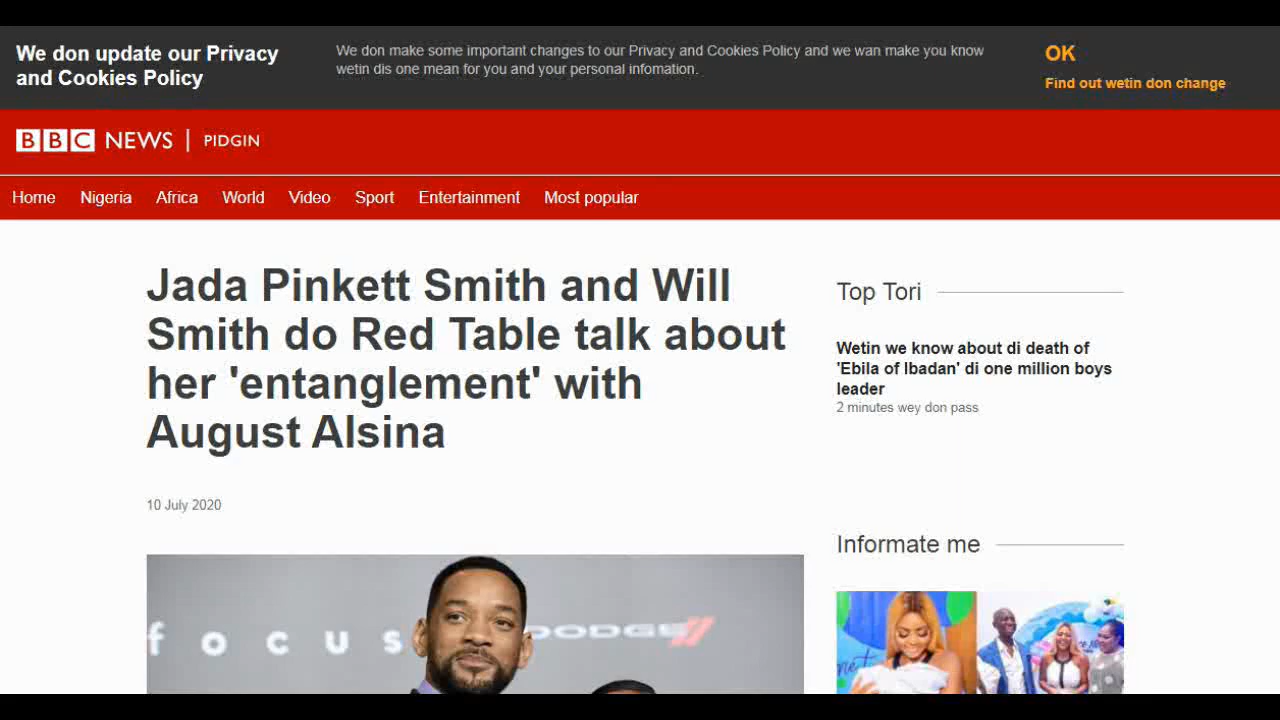 We don update our Privacy
and Cookies Policy
We don make some important changes to our Privacy and Cookies Policy and we wan make you know
wetin dis one mean for you and your personal infomation.
OK
Find out wetin don change
BBC NEWS | PIDGIN
Home Nigeria Africa World Video Sport Entertainment Most popular
Jada Pinkett Smith and Will
Smith do Red Table talk about
her 'entanglement' with
August Alsina
10 July 2020
focus DODGE
Top Tori
Wetin we know about di death of
'Ebila of Ibadan' di one million boys
leader
2 minutes wey don pass
Informate me